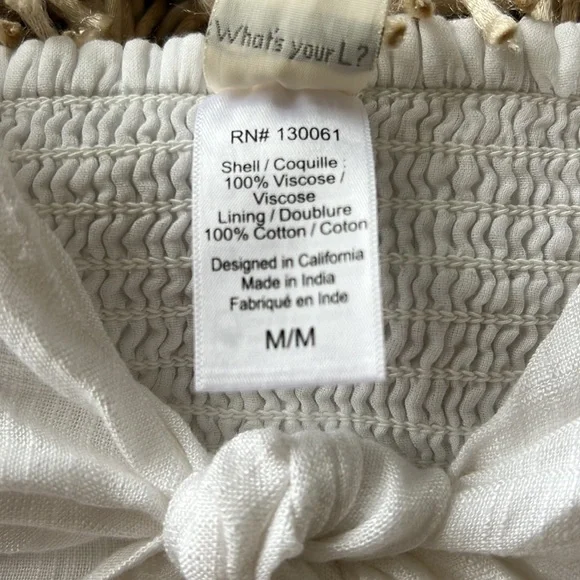 What's your L?
RN# 130061
Shell / Coquille :
100% Viscose /
Viscose
Lining / Doublure
100% Cotton / Coton
Designed in California
Made in India
Fabriqué en Inde
M/M